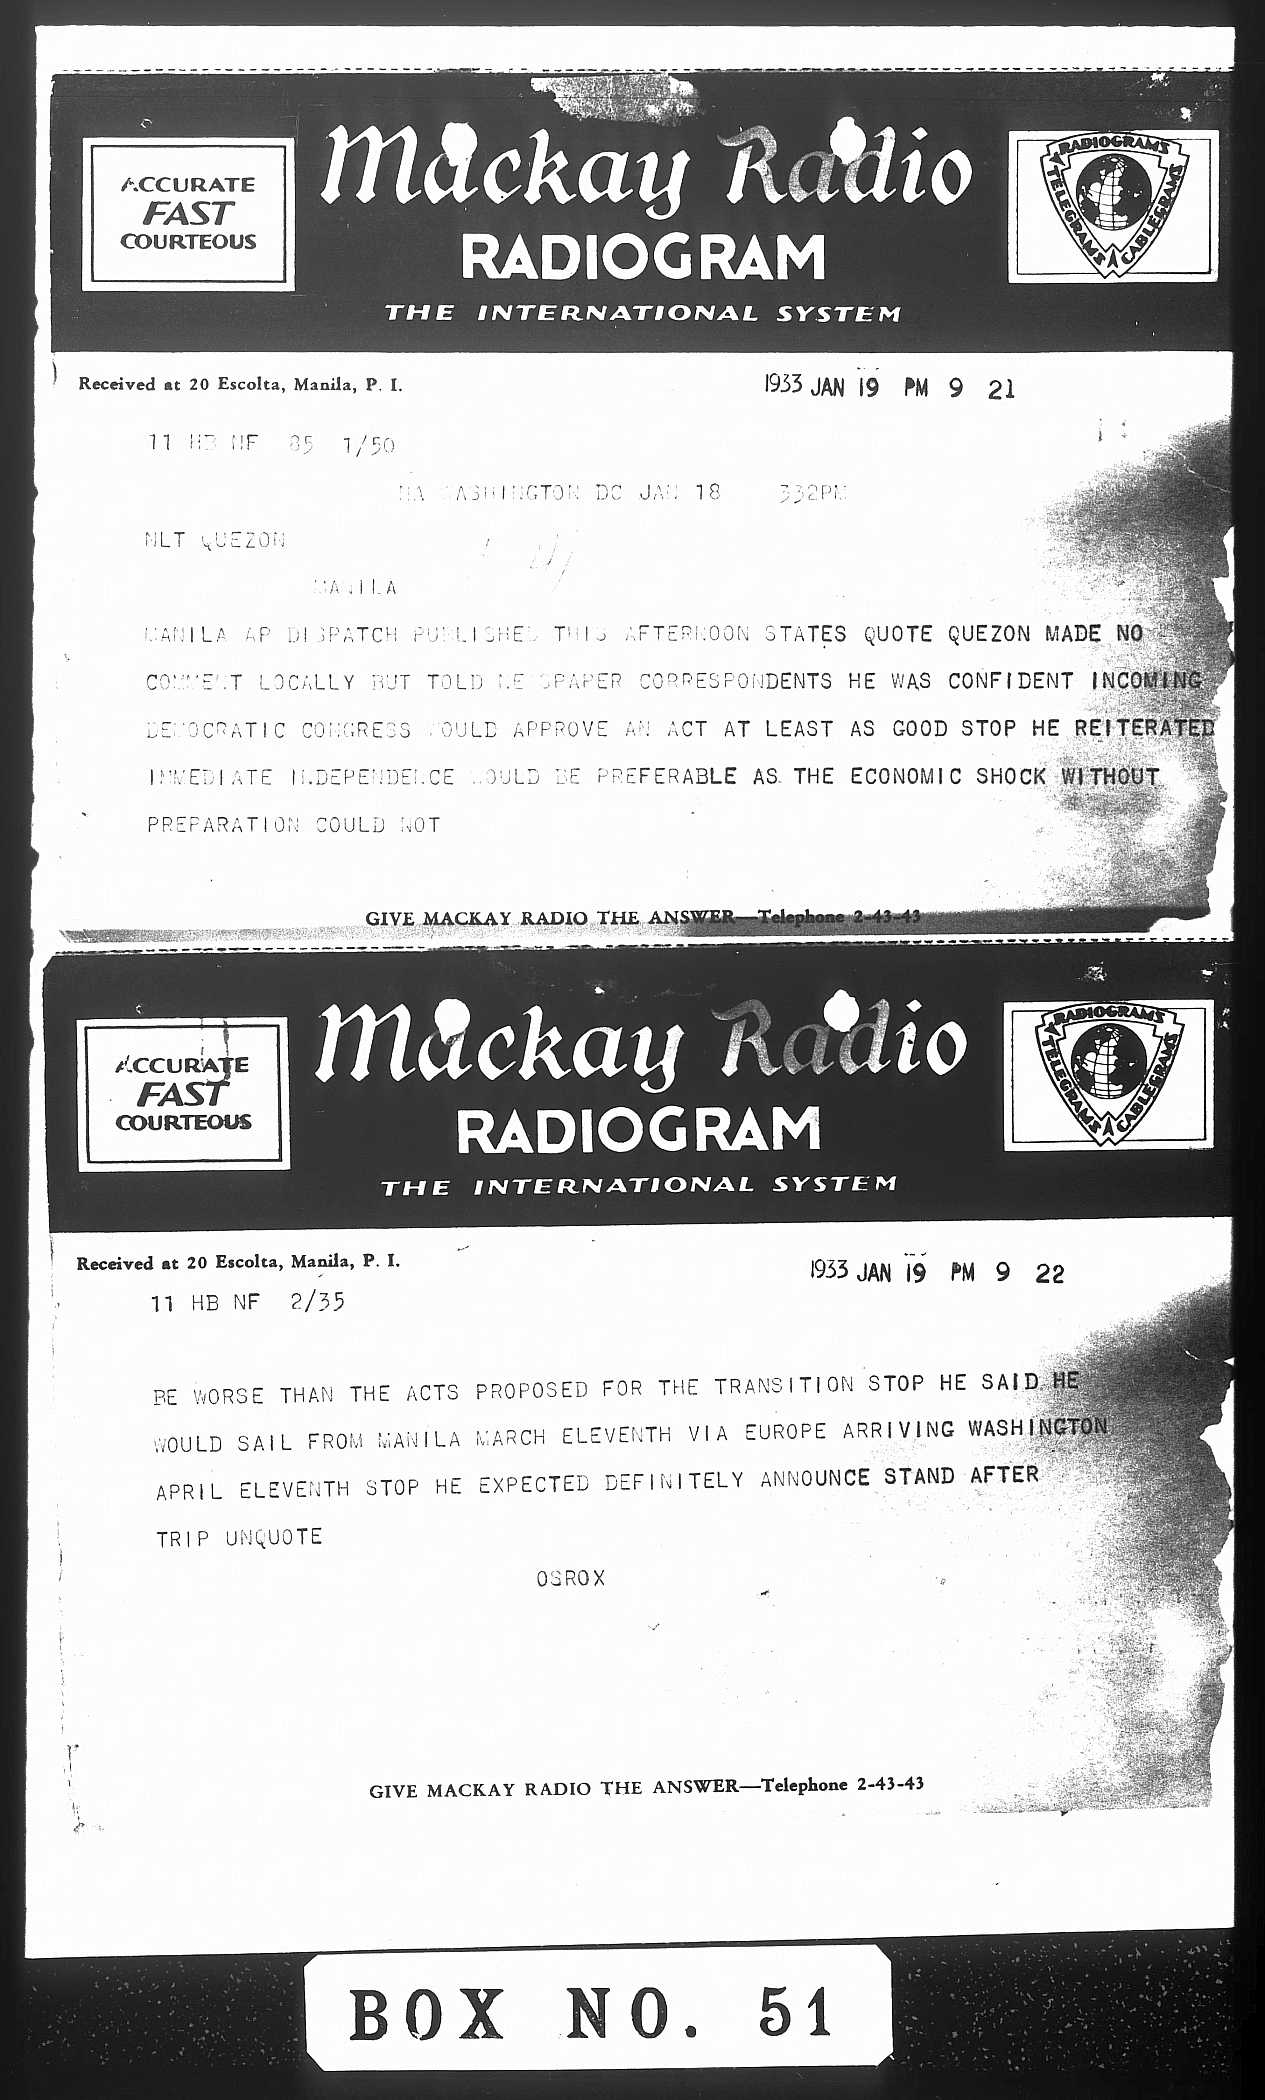 ACCURATE
FAST
COURTEOUS
Mackay Radio
RADIOGRAM
THE INTERNATIONAL SYSTEM
RADIOGRAMS
TELEGRAMS
CABLEGRAMS
Received at 20 Escolta, Manila, P. I.
1933 JAN 19 PM 9 21
11 HB NF 85 1/50
NA WASHINGTON DC JAN 18 332PM
NLT QUEZON
MANILA
MANILA AP DISPATCH PUBLISHED THIS AFTERNOON STATES QUOTE QUEZON MADE NO
COMMENT LOCALLY BUT TOLD NEWSPAPER CORRESPONDENTS HE WAS CONFIDENT INCOMING
DEMOCRATIC CONGRESS WOULD APPROVE AN ACT AT LEAST AS GOOD STOP HE REITERATED
IMMEDIATE INDEPENDENCE WOULD BE PREFERABLE AS THE ECONOMIC SHOCK WITHOUT
PREPARATION COULD NOT
GIVE MACKAY RADIO THE ANSWER—Telephone 2-43-43
ACCURATE
FAST
COURTEOUS
Mackay Radio
RADIOGRAM
THE INTERNATIONAL SYSTEM
RADIOGRAMS
TELEGRAMS
CABLEGRAMS
Received at 20 Escolta, Manila, P. I.
1933 JAN 19 PM 9 22
11 HB NF 2/35
BE WORSE THAN THE ACTS PROPOSED FOR THE TRANSITION STOP HE SAID HE
WOULD SAIL FROM MANILA MARCH ELEVENTH VIA EUROPE ARRIVING WASHINGTON
APRIL ELEVENTH STOP HE EXPECTED DEFINITELY ANNOUNCE STAND AFTER
TRIP UNQUOTE
OSROX
GIVE MACKAY RADIO THE ANSWER—Telephone 2-43-43
BOX NO. 51